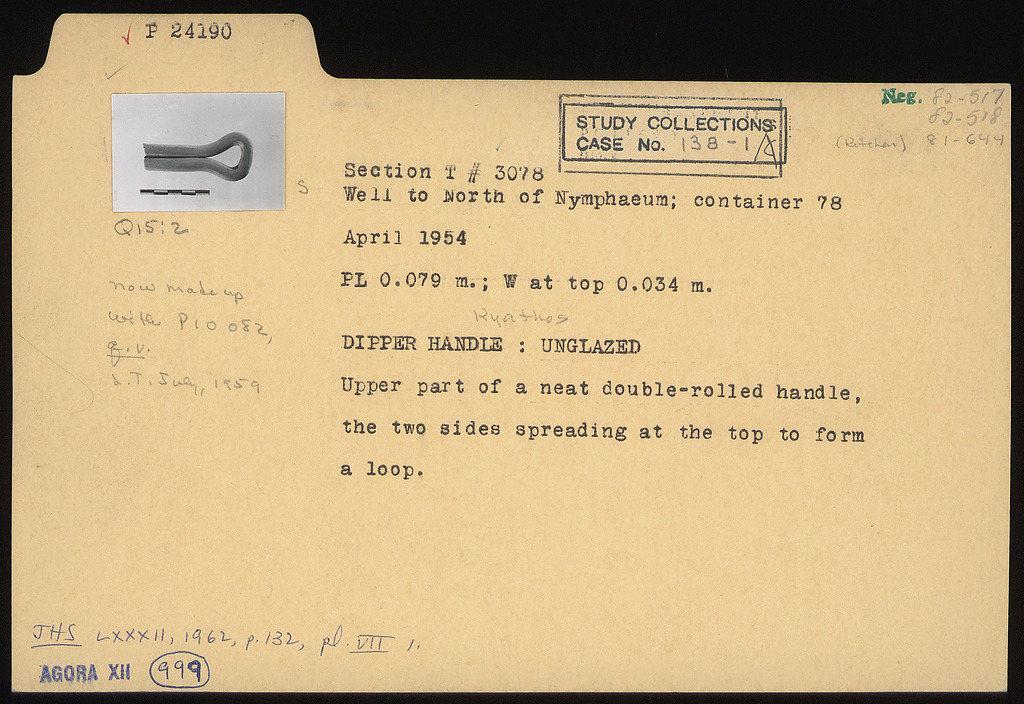 P 24190
Neg. 82-517
82-518
(Kitchen) 81-644
STUDY COLLECTIONS
CASE No. 138-1
Section T # 3078
S
Well to North of Nymphaeum; container 78
Q15:2
April 1954
PL 0.079 m.; W at top 0.034 m.
now made up
with P10 082,
q.v.
L.T. July, 1959
Kyathos
DIPPER HANDLE : UNGLAZED
Upper part of a neat double-rolled handle,
the two sides spreading at the top to form
a loop.
JHS LXXXII, 1962, p. 132, pl. VII 1.
AGORA XII 999